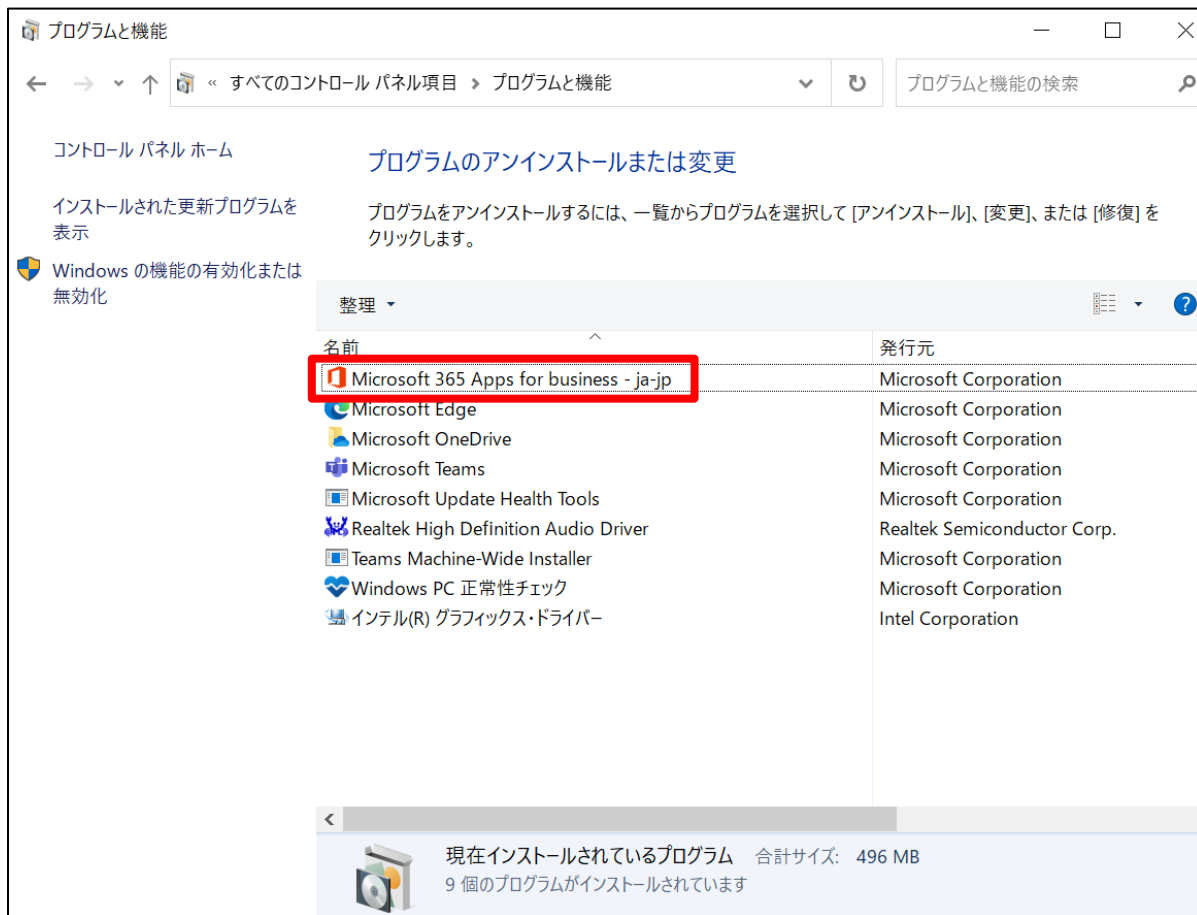 プログラムと機能
« すべてのコントロール パネル項目 > プログラムと機能
プログラムと機能の検索
コントロール パネル ホーム
インストールされた更新プログラムを
表示
Windows の機能の有効化または
無効化
プログラムのアンインストールまたは変更
プログラムをアンインストールするには、一覧からプログラムを選択して [アンインストール]、[変更]、または [修復] を
クリックします。
整理
名前 発行元
Microsoft 365 Apps for business - ja-jp Microsoft Corporation
Microsoft Edge Microsoft Corporation
Microsoft OneDrive Microsoft Corporation
Microsoft Teams Microsoft Corporation
Microsoft Update Health Tools Microsoft Corporation
Realtek High Definition Audio Driver Realtek Semiconductor Corp.
Teams Machine-Wide Installer Microsoft Corporation
Windows PC 正常性チェック Microsoft Corporation
インテル(R) グラフィックス・ドライバー Intel Corporation
現在インストールされているプログラム 合計サイズ: 496 MB
9 個のプログラムがインストールされています